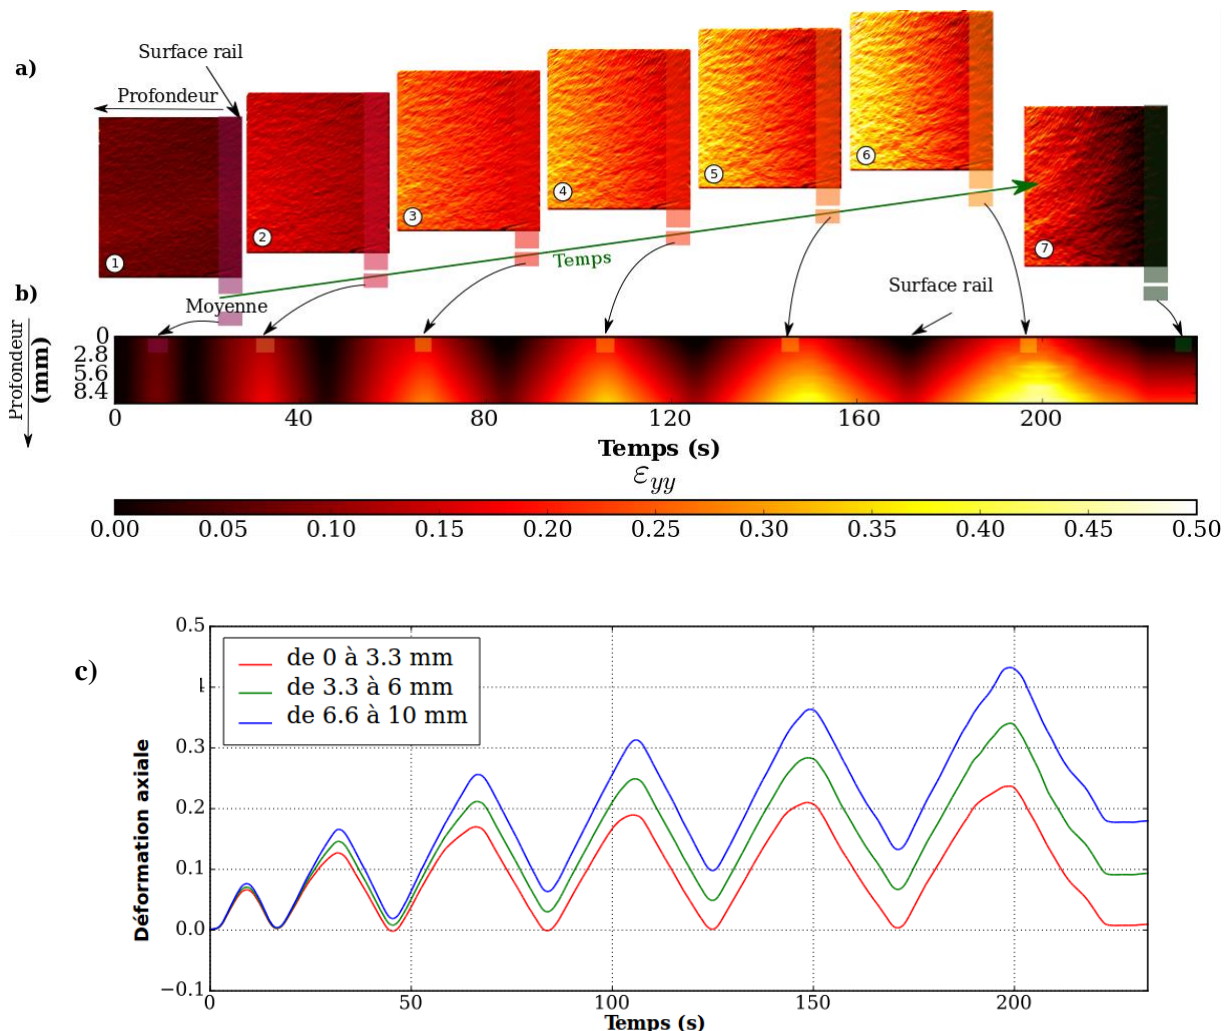 a)
Surface rail
Profondeur
1
2
3
4
5
6
7
Temps
b)
Moyenne
Surface rail
Profondeur
(mm)
0
2.8
5.6
8.4
0 40 80 120 160 200
Temps (s)
εyy
0.00 0.05 0.10 0.15 0.20 0.25 0.30 0.35 0.40 0.45 0.50
c)
Déformation axiale
0.5
0.3
0.2
0.1
0.0
−0.1
de 0 à 3.3 mm
de 3.3 à 6 mm
de 6.6 à 10 mm
0 50 100 150 200
Temps (s)